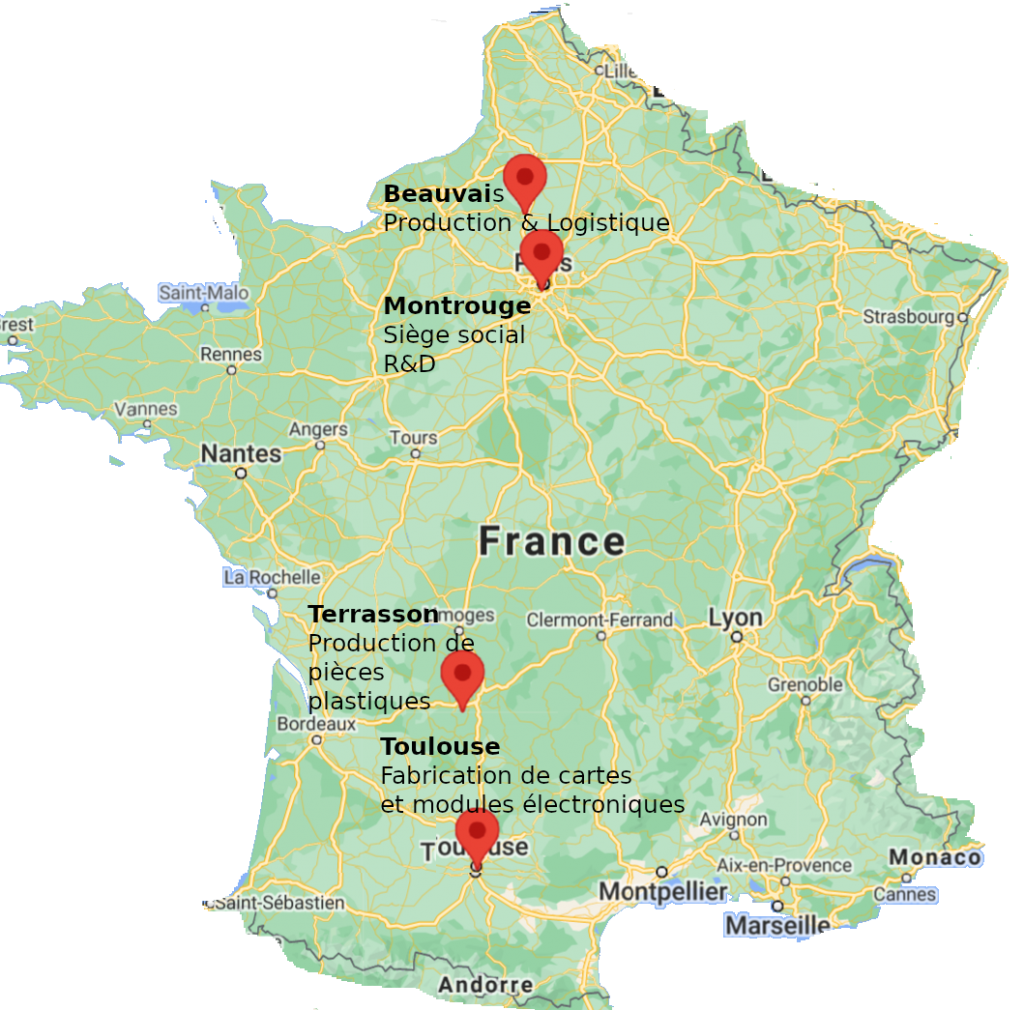 Lille
Beauvais
Production & Logistique
Paris
Saint-Malo
Montrouge
Siège social
R&D
Strasbourg
rest
Rennes
Vannes
Angers
Tours
Nantes
France
La Rochelle
Terrasson
moges
Clermont-Ferrand
Lyon
Production de
pièces
plastiques
Grenoble
Bordeaux
Toulouse
Fabrication de cartes
et modules électroniques
Avignon
Toulouse
Aix-en-Provence
Monaco
Montpellier
Cannes
Saint-Sébastien
Marseille
Andorre